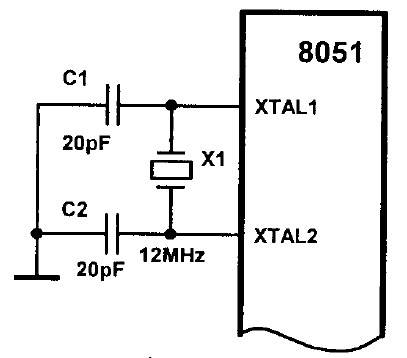 8051
C1
XTAL1
20pF
X1
C2
XTAL2
20pF
12MHz